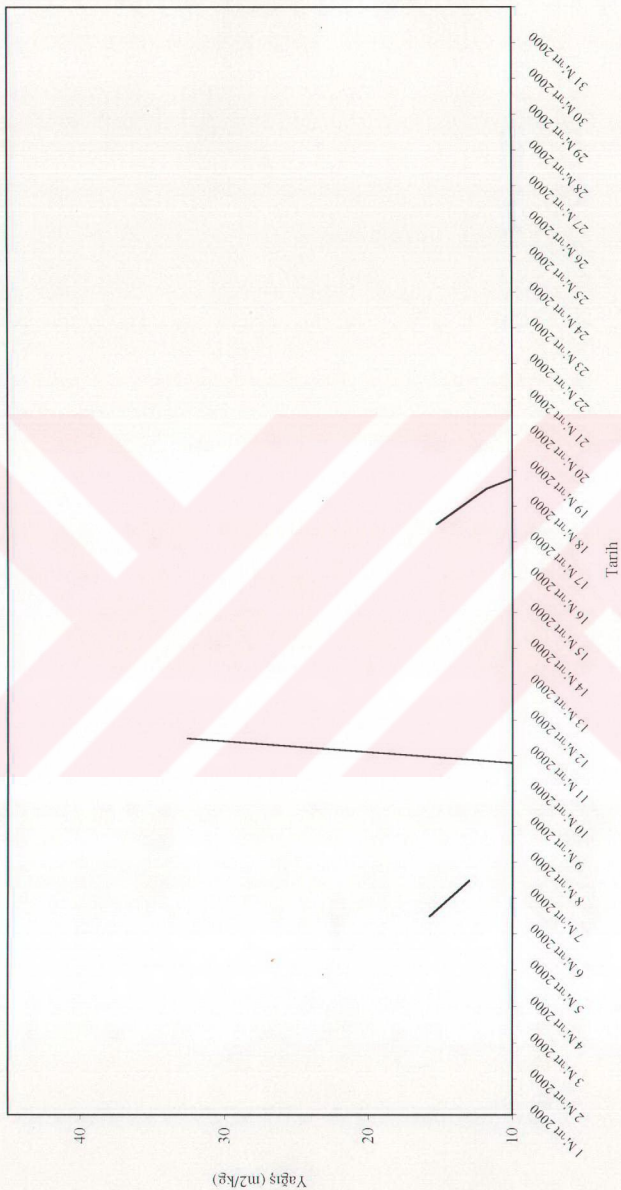 Yağış (m2/kg)
40
30
20
10
1 Mart 2000
2 Mart 2000
3 Mart 2000
4 Mart 2000
5 Mart 2000
6 Mart 2000
7 Mart 2000
8 Mart 2000
9 Mart 2000
10 Mart 2000
11 Mart 2000
12 Mart 2000
13 Mart 2000
14 Mart 2000
15 Mart 2000
16 Mart 2000
17 Mart 2000
18 Mart 2000
19 Mart 2000
20 Mart 2000
21 Mart 2000
22 Mart 2000
23 Mart 2000
24 Mart 2000
25 Mart 2000
26 Mart 2000
27 Mart 2000
28 Mart 2000
29 Mart 2000
30 Mart 2000
31 Mart 2000
Tarih